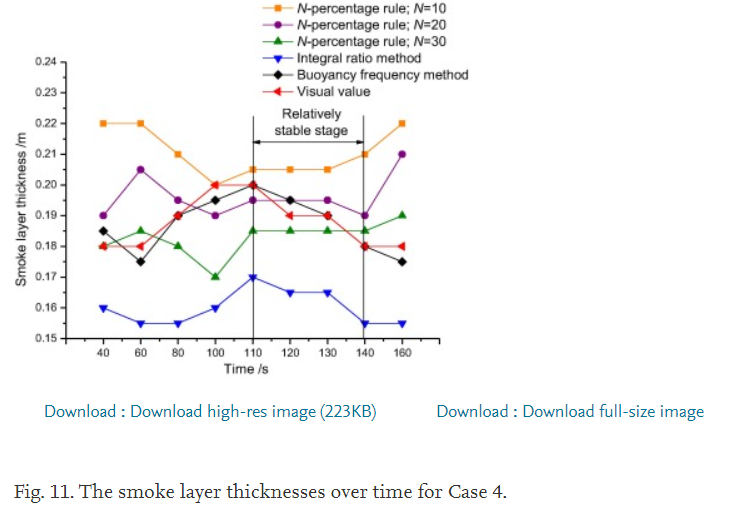 N-percentage rule; N=10
N-percentage rule; N=20
N-percentage rule; N=30
Integral ratio method
Buoyancy frequency method
Visual value
Relatively
stable stage
Smoke layer thickness /m
0.24
0.23
0.22
0.21
0.20
0.19
0.18
0.17
0.16
0.15
40 60 80 100 110 120 130 140 160
Time /s
Download : Download high-res image (223KB) Download : Download full-size image
Fig. 11. The smoke layer thicknesses over time for Case 4.